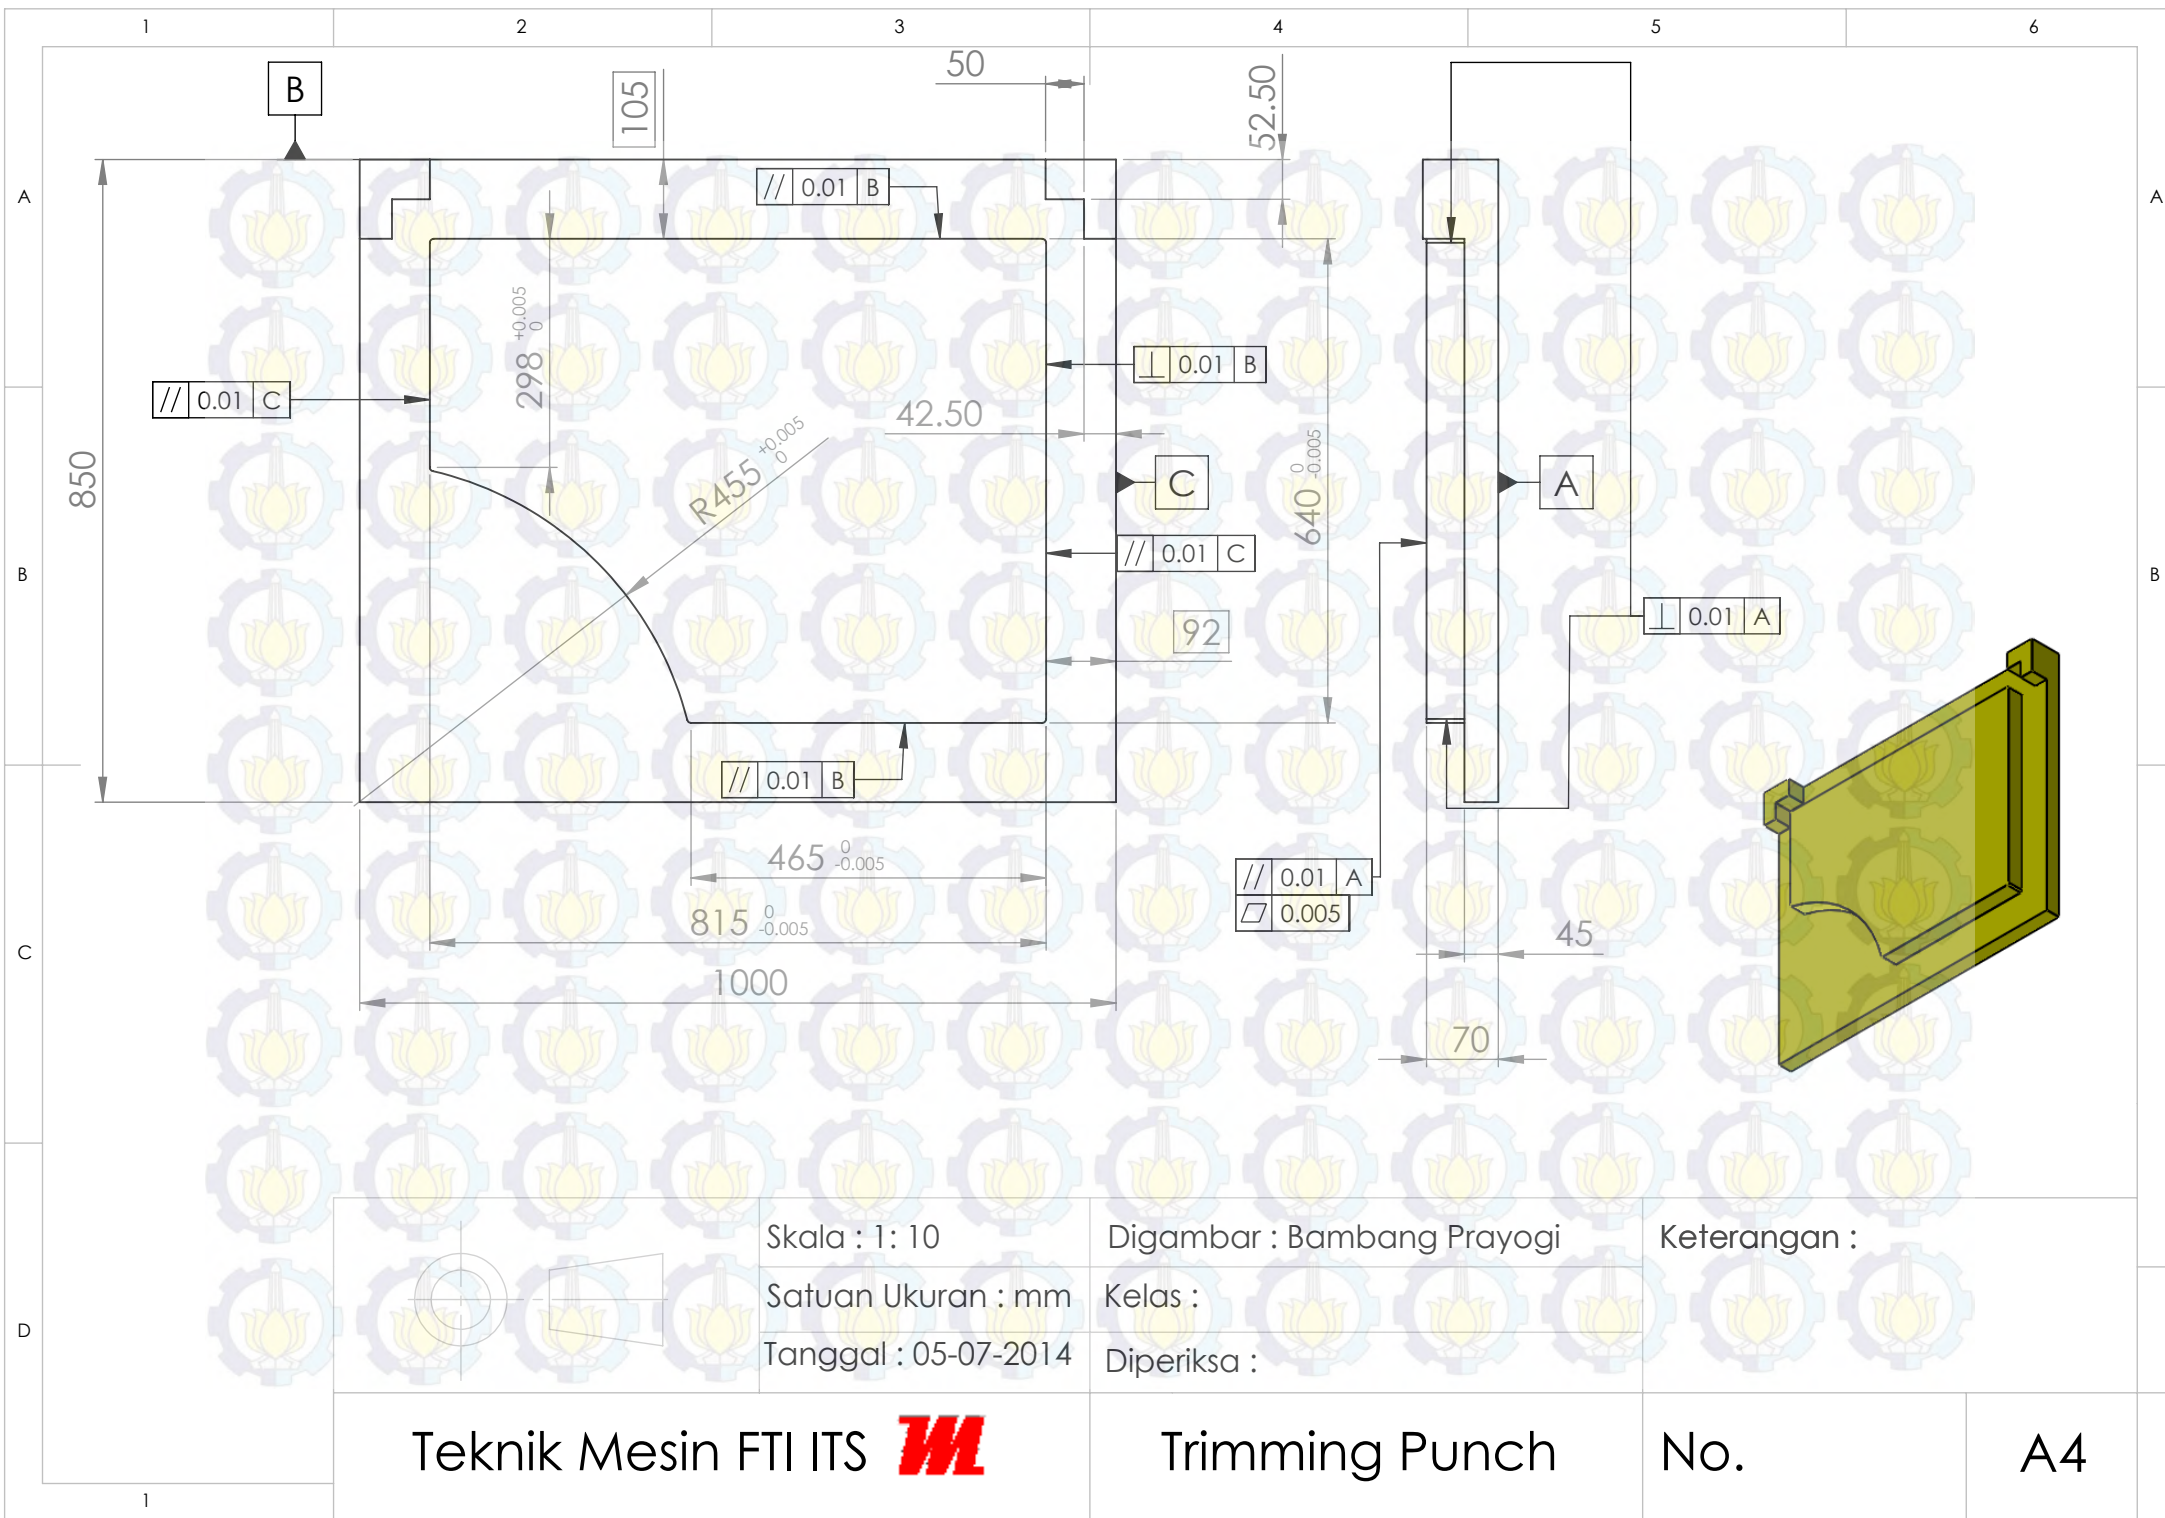 1 2 3 4 5 6
B
105
50
52.50
A A
// 0.01 B
298 +0.005 0
⊥ 0.01 B
// 0.01 C
42.50
850
R455 +0.005 0
640 0 -0.005
C
A
// 0.01 C
B B
92
⊥ 0.01 A
// 0.01 B
465 0 -0.005
// 0.01 A
⏥ 0.005
815 0 -0.005
45
C
1000
70
Skala : 1: 10
Digambar : Bambang Prayogi
Keterangan :
Satuan Ukuran : mm
Kelas :
D
Tanggal : 05-07-2014
Diperiksa :
Teknik Mesin FTI ITS M
Trimming Punch
No.
A4
1